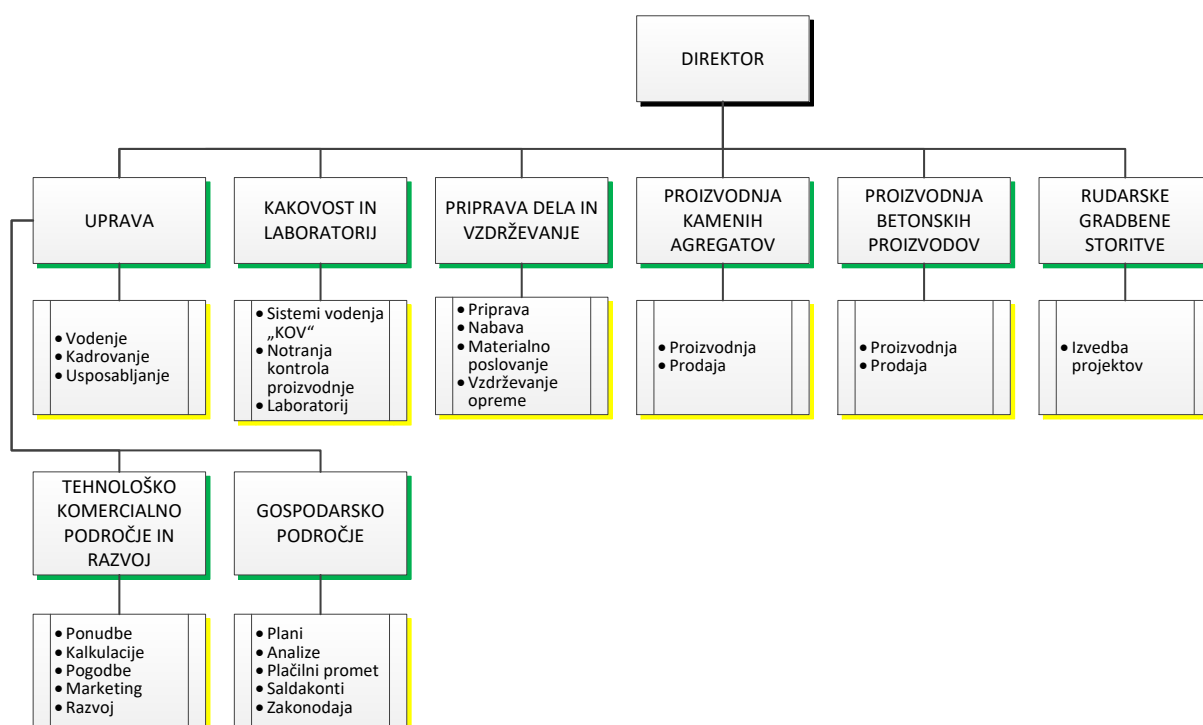 DIREKTOR
UPRAVA
KAKOVOST IN
LABORATORIJ
PRIPRAVA DELA IN
VZDRŽEVANJE
PROIZVODNJA
KAMENIH
AGREGATOV
PROIZVODNJA
BETONSKIH
PROIZVODOV
RUDARSKE
GRADBENE
STORITVE
• Vodenje
• Kadrovanje
• Usposabljanje
• Sistemi vodenja
„KOV“
• Notranja
kontrola
proizvodnje
• Laboratorij
• Priprava
• Nabava
• Materialno
poslovanje
• Vzdrževanje
opreme
• Proizvodnja
• Prodaja
• Proizvodnja
• Prodaja
• Izvedba
projektov
TEHNOLOŠKO
KOMERCIALNO
PODROČJE IN
RAZVOJ
GOSPODARSKO
PODROČJE
• Ponudbe
• Kalkulacije
• Pogodbe
• Marketing
• Razvoj
• Plani
• Analize
• Plačilni promet
• Saldakonti
• Zakonodaja